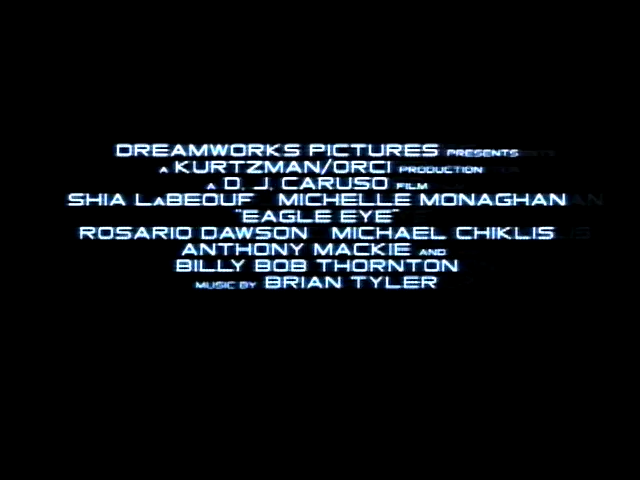 DREAMWORKS PICTURES PRESENTS
A KURTZMAN/ORCI PRODUCTION
A D. J. CARUSO FILM
SHIA LABEOUF MICHELLE MONAGHAN
"EAGLE EYE"
ROSARIO DAWSON MICHAEL CHIKLIS
ANTHONY MACKIE AND
BILLY BOB THORNTON
MUSIC BY BRIAN TYLER